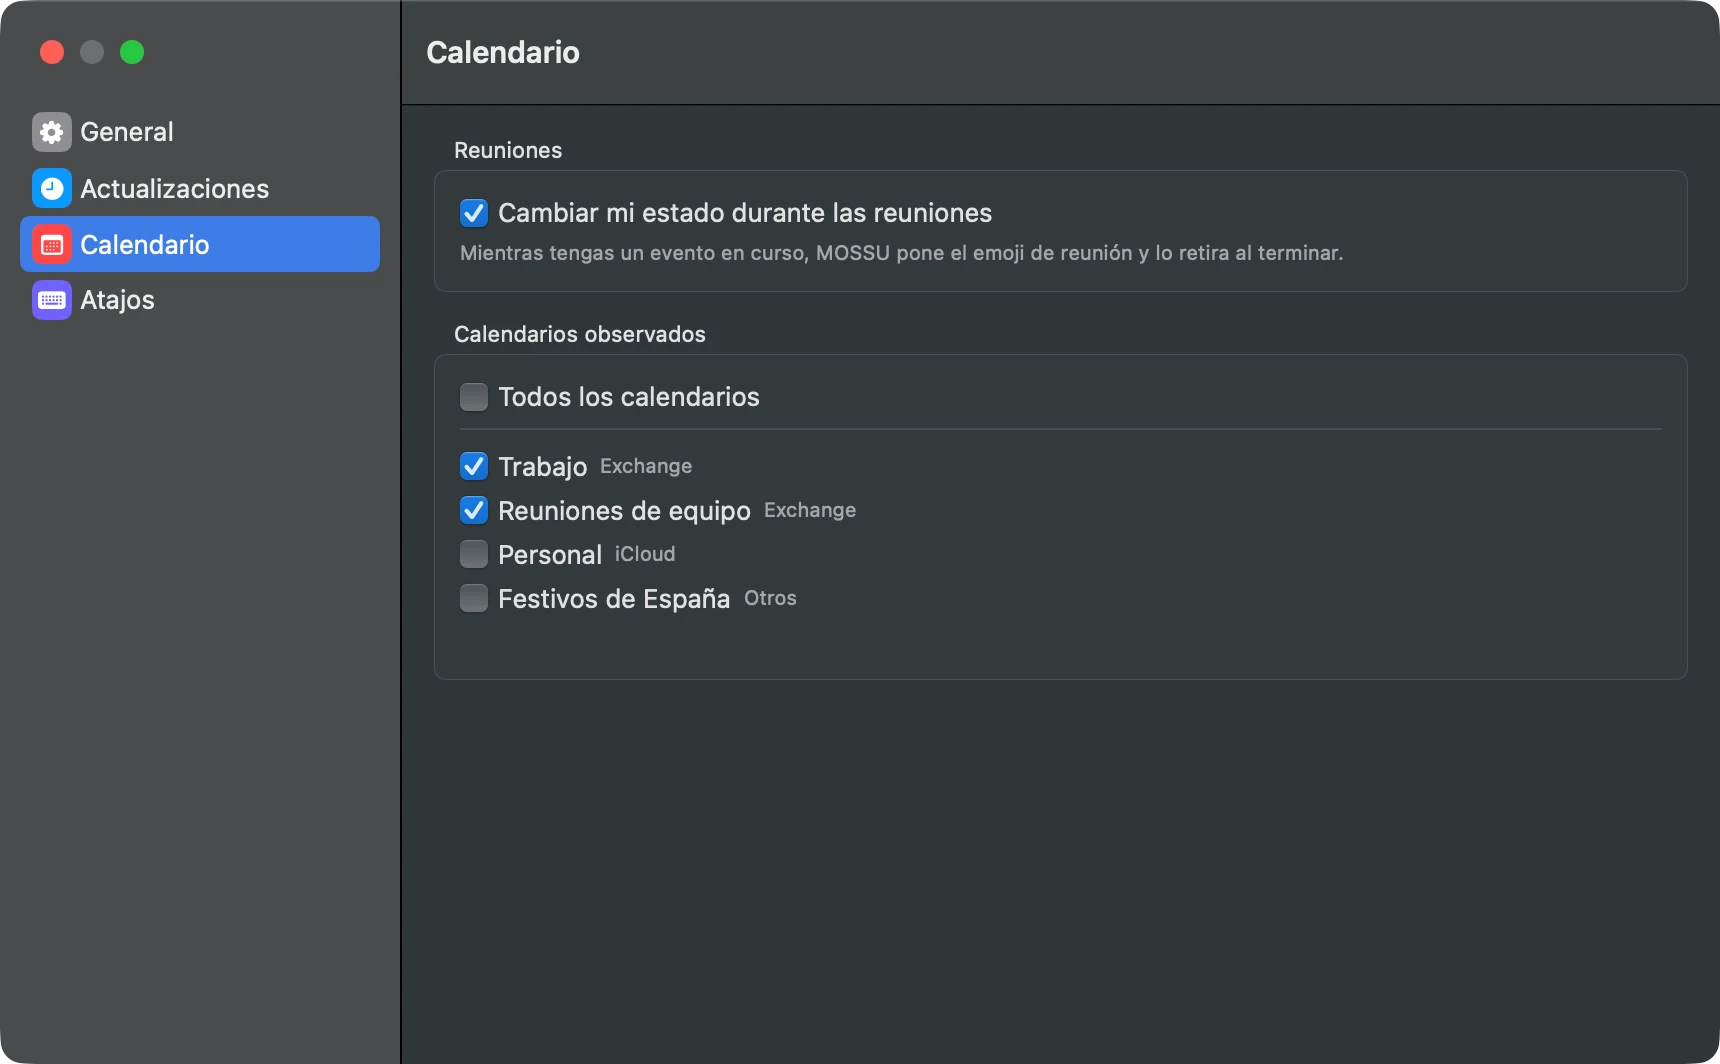 Calendario
General
Actualizaciones
Calendario
Atajos
Reuniones
Cambiar mi estado durante las reuniones
Mientras tengas un evento en curso, MOSSU pone el emoji de reunión y lo retira al terminar.
Calendarios observados
Todos los calendarios
Trabajo Exchange
Reuniones de equipo Exchange
Personal iCloud
Festivos de España Otros